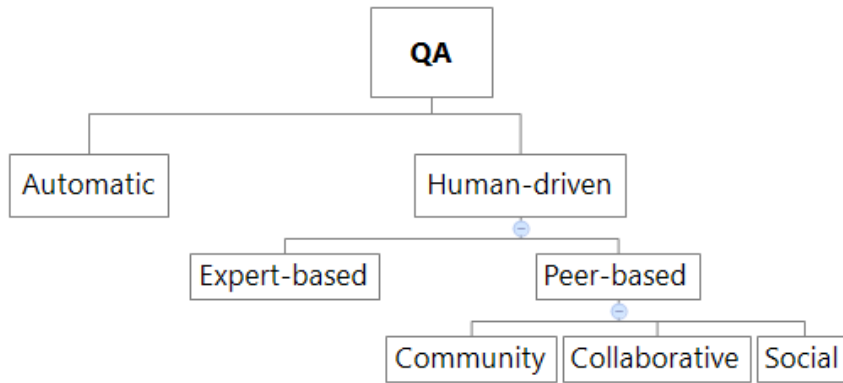 QA
Automatic
Human-driven
Expert-based
Peer-based
Community
Collaborative
Social